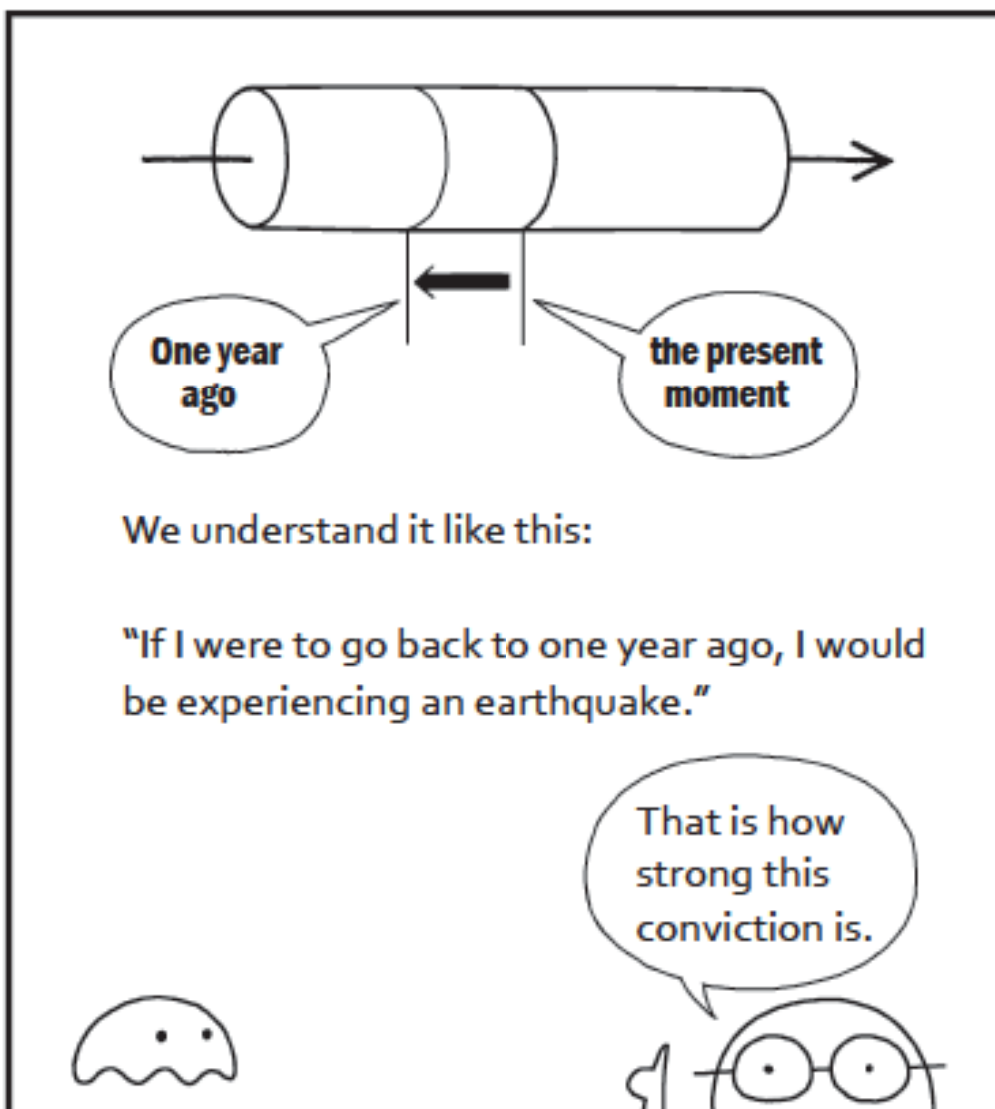 One year
ago
the present
moment
We understand it like this:
“If I were to go back to one year ago, I would
be experiencing an earthquake.”
That is how
strong this
conviction is.